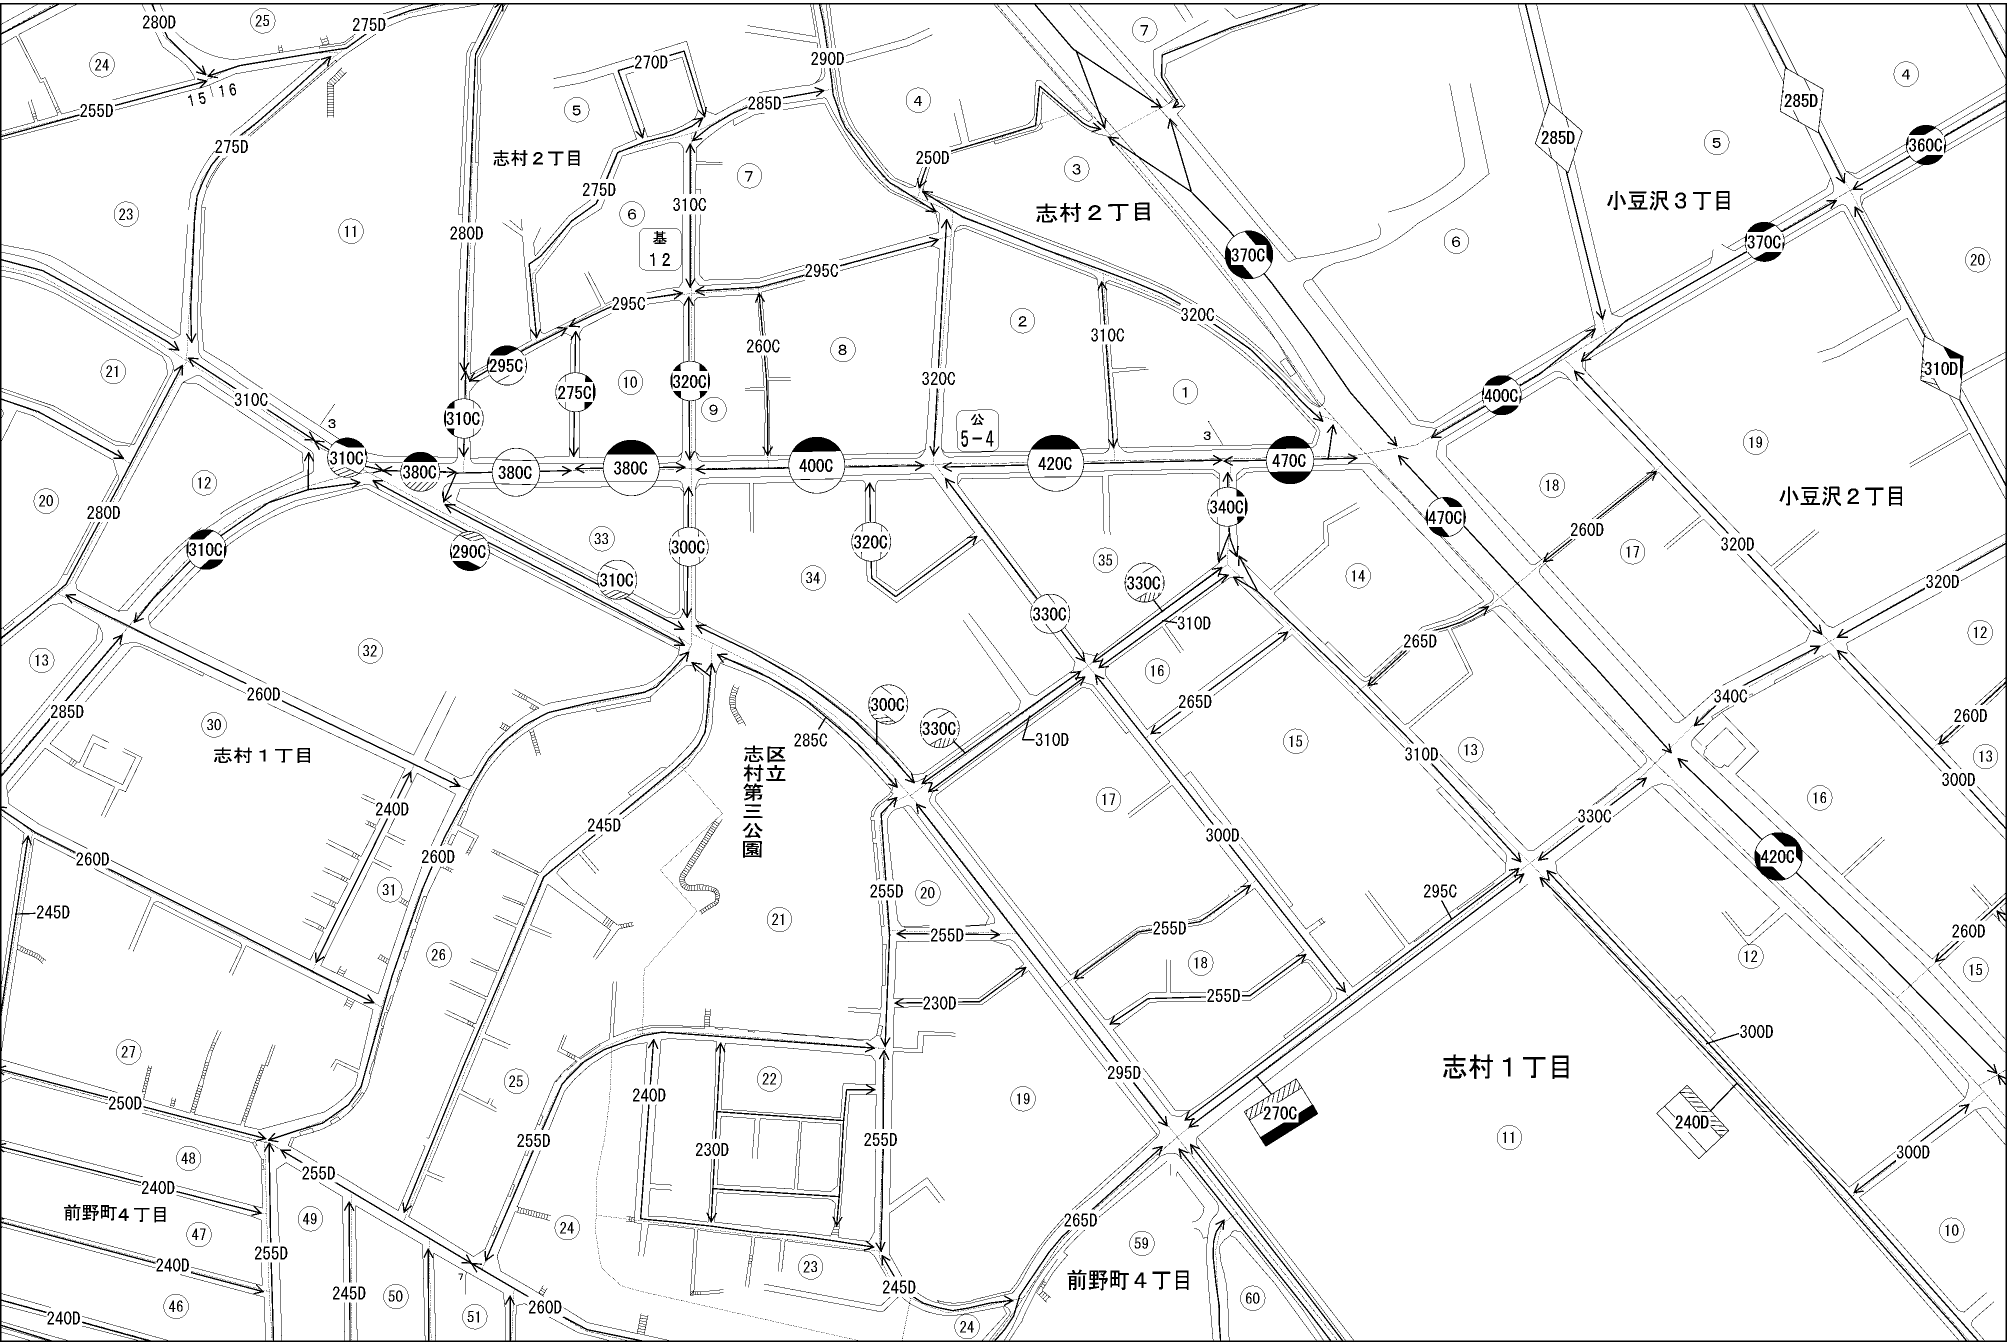 280D
25
275D
24
255D
15
16
275D
23
11
280D
270D
5
志村2丁目
275D
6
285D
290D
7
310C
基
12
4
250D
3
志村2丁目
7
370C
6
285D
5
小豆沢3丁目
285D
4
360C
370C
20
295C
295C
260C
8
2
310C
320C
320C
1
21
310C
3
295C
275C
10
320C
9
310C
310C
380C
380C
380C
400C
公
5-4
420C
3
470C
340C
400C
310D
19
小豆沢2丁目
20
12
280D
310C
290C
33
310C
300C
34
320C
35
330C
330C
310D
14
470C
18
260D
17
320D
320D
12
13
285D
32
260D
30
志村1丁目
16
265D
265D
340C
260D
13
300D
300C
330C
310D
285C
区立
志村第三公園
15
310D
13
16
245D
240D
260D
260D
31
245D
17
300D
330C
420C
255D
20
21
255D
26
255D
18
255D
295C
12
260D
15
230D
27
250D
25
22
240D
230D
255D
255D
19
295D
志村1丁目
270C
11
300D
240D
300D
48
240D
前野町4丁目
47
255D
49
255D
24
23
245D
265D
59
前野町4丁目
10
240D
46
240D
245D
50
7
51
260D
24
60